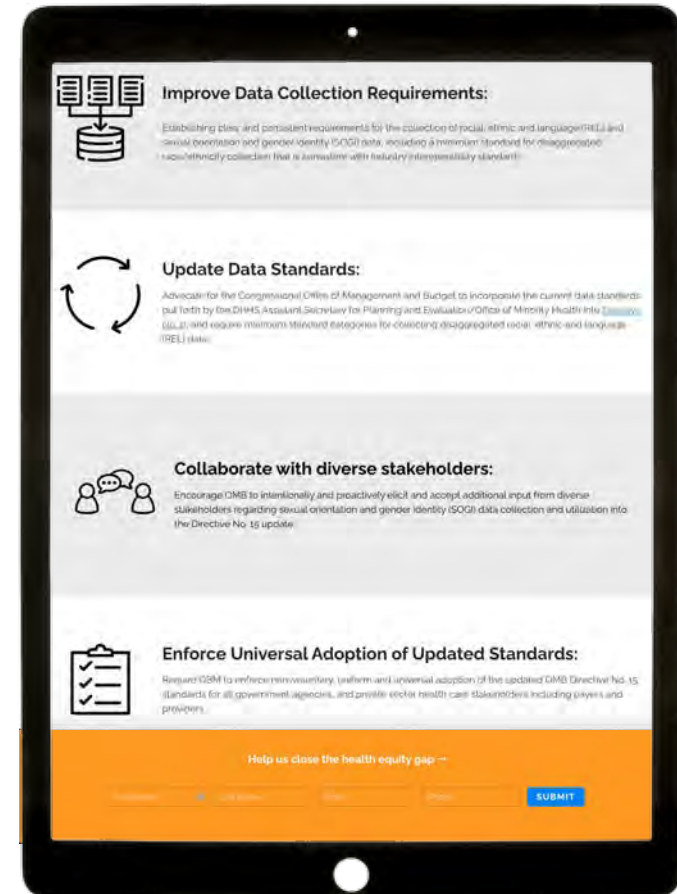 Improve Data Collection Requirements:
Establishing clear and consistent requirements for the collection of racial, ethnic and language (REL) and
sexual orientation and gender identity (SOGI) data, including a minimum standard for disaggregated
race/ethnicity collection that is consistent with industry interoperability standard.
Update Data Standards:
Advocate for the Congressional Office of Management and Budget to incorporate the current data standards
put forth by the DHHS Assistant Secretary for Planning and Evaluation/Office of Minority Health into Directive
No. 15 and require minimum standard categories for collecting disaggregated racial, ethnic and language
(REL) data.
Collaborate with diverse stakeholders:
Encourage OMB to intentionally and proactively elicit and accept additional input from diverse
stakeholders regarding sexual orientation and gender identity (SOGI) data collection and utilization into
the Directive No. 15 update.
Enforce Universal Adoption of Updated Standards:
Request OBM to enforce non-voluntary, uniform and universal adoption of the updated OMB Directive No. 15
standards for all government agencies, and private sector health care stakeholders including payers and
providers.
Help us close the health equity gap →
SUBMIT